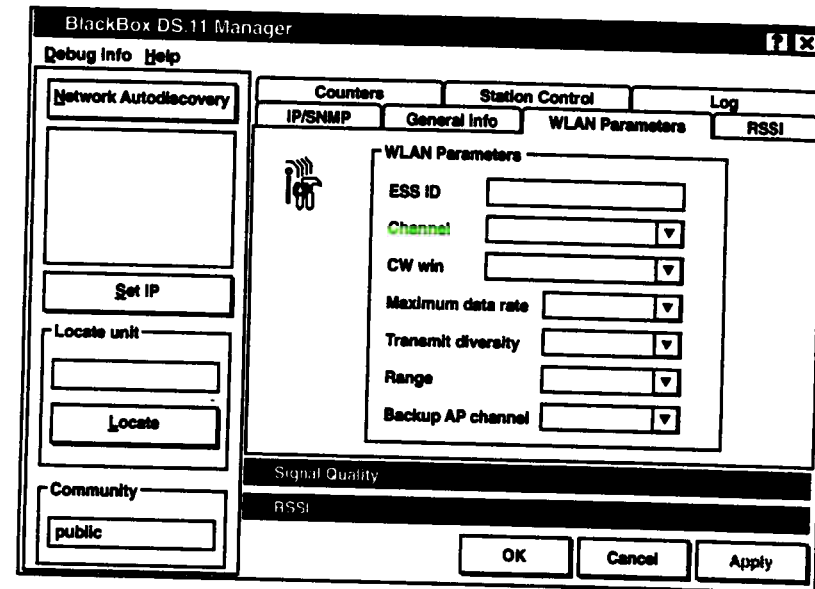 BlackBox DS.11 Manager
Debug Info Help
Network Autodiscovery
Set IP
Locate unit
Locate
Community
public
Counters Station Control Log
IP/SNMP General Info WLAN Parameters RSSI
WLAN Parameters
ESS ID
Channel
CW win
Maximum data rate
Transmit diversity
Range
Backup AP channel
Signal Quality
RSSI
OK Cancel Apply